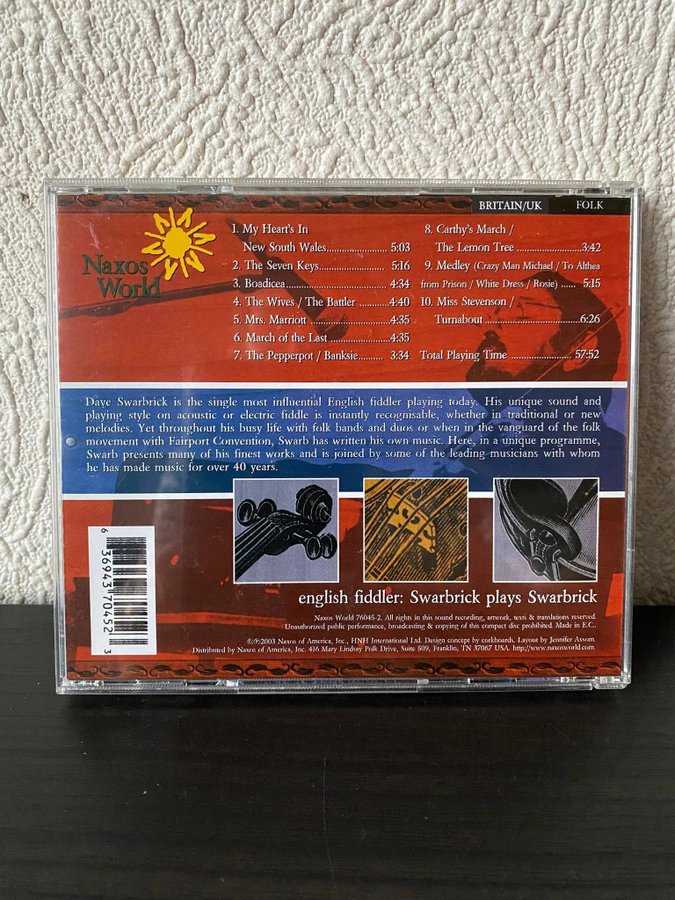 BRITAIN/UK FOLK
Naxos
World
1. My Heart's In
New South Wales....................5:03
2. The Seven Keys........................ 5:16
3. Boadicea...................................4:34
4. The Wives / The Battler ..........4:40
5. Mrs. Marriott............................4:35
6. March of the Last ....................4:35
7. The Pepperpot / Banksie......... 3:34
8. Carthy's March /
The Lemon Tree.......................3:42
9. Medley (Crazy Man Michael / To Althea
from Prison / White Dress / Rosie) ..... 5:15
10. Miss Stevenson /
Turnabout.................................6:26
Total Playing Time .................... 57:52
Dave Swarbrick is the single most influential English fiddler playing today. His unique sound and
playing style on acoustic or electric fiddle is instantly recognisable, whether in traditional or new
melodies. Yet throughout his busy life with folk bands and duos or when in the vanguard of the folk
movement with Fairport Convention, Swarb has written his own music. Here, in a unique programme,
Swarb presents many of his finest works and is joined by some of the leading musicians with whom
he has made music for over 40 years.
6 36943 70452 3
english fiddler: Swarbrick plays Swarbrick
Naxos World 76045-2. All rights in this sound recording, artwork, texts & translations reserved.
Unauthorized public performance, broadcasting & copying of this compact disc prohibited. Made in E.C..
©℗2003 Naxos of America, Inc., HNH International Ltd. Design concept by corkboards. Layout by Jennifer Axsom.
Distributed by Naxos of America, Inc. 416 Mary Lindsay Polk Drive, Suite 509, Franklin, TN 37067 USA. http://www.naxosworld.com.